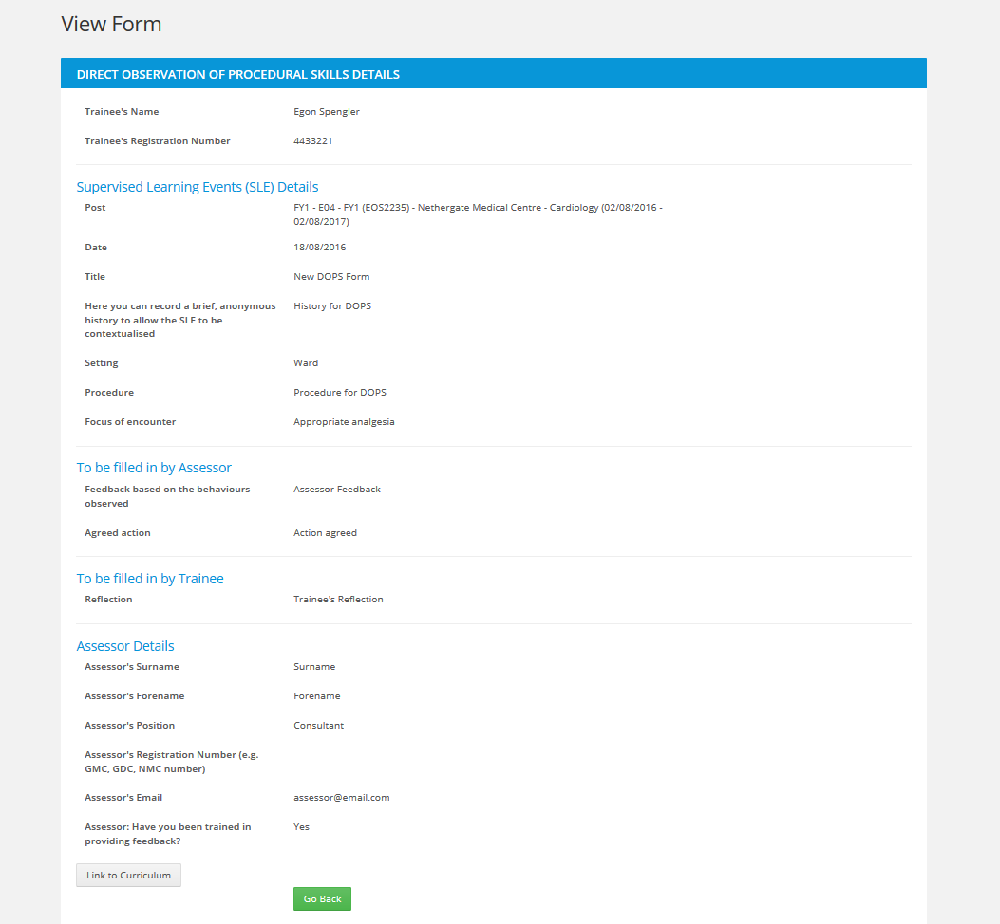 View Form
DIRECT OBSERVATION OF PROCEDURAL SKILLS DETAILS
Trainee's Name Egon Spengler
Trainee's Registration Number 4433221
Supervised Learning Events (SLE) Details
Post FY1 - E04 - FY1 (EOS2235) - Nethergate Medical Centre - Cardiology (02/08/2016 -
02/08/2017)
Date 18/08/2016
Title New DOPS Form
Here you can record a brief, anonymous History for DOPS
history to allow the SLE to be
contextualised
Setting Ward
Procedure Procedure for DOPS
Focus of encounter Appropriate analgesia
To be filled in by Assessor
Feedback based on the behaviours Assessor Feedback
observed
Agreed action Action agreed
To be filled in by Trainee
Reflection Trainee's Reflection
Assessor Details
Assessor's Surname Surname
Assessor's Forename Forename
Assessor's Position Consultant
Assessor's Registration Number (e.g.
GMC, GDC, NMC number)
Assessor's Email assessor@email.com
Assessor: Have you been trained in Yes
providing feedback?
Link to Curriculum
Go Back